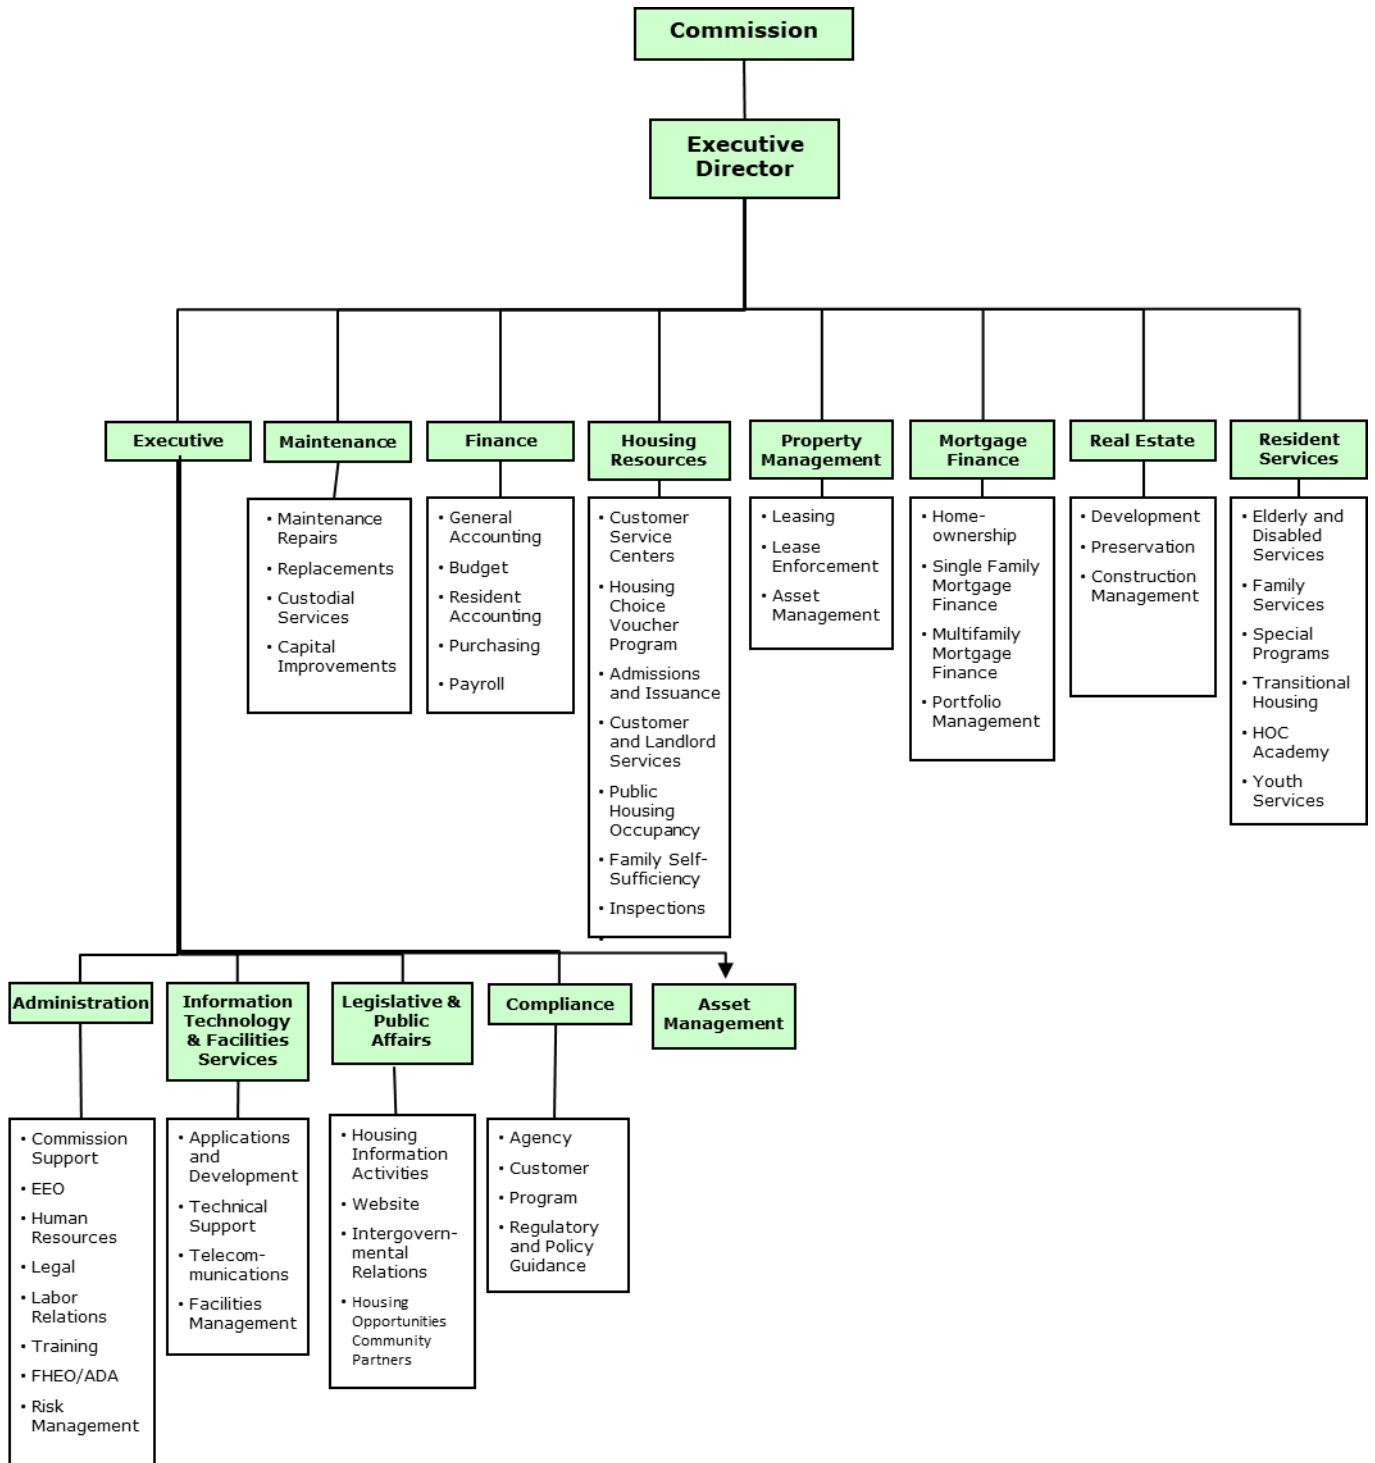 Commission
Executive
Director
Executive
Maintenance
Finance
Housing
Resources
Property
Management
Mortgage
Finance
Real Estate
Resident
Services
• Maintenance
Repairs
• Replacements
• Custodial
Services
• Capital
Improvements
• General
Accounting
• Budget
• Resident
Accounting
• Purchasing
• Payroll
• Customer
Service
Centers
• Housing
Choice
Voucher
Program
• Admissions
and Issuance
• Customer
and Landlord
Services
• Public
Housing
Occupancy
• Family Self-
Sufficiency
• Inspections
• Leasing
• Lease
Enforcement
• Asset
Management
• Home-
ownership
• Single Family
Mortgage
Finance
• Multifamily
Mortgage
Finance
• Portfolio
Management
• Development
• Preservation
• Construction
Management
• Elderly and
Disabled
Services
• Family
Services
• Special
Programs
• Transitional
Housing
• HOC
Academy
• Youth
Services
Administration
Information
Technology
& Facilities
Services
Legislative &
Public
Affairs
Compliance
Asset
Management
• Commission
Support
• EEO
• Human
Resources
• Legal
• Labor
Relations
• Training
• FHEO/ADA
• Risk
Management
• Applications
and
Development
• Technical
Support
• Telecom-
munications
• Facilities
Management
• Housing
Information
Activities
• Website
• Intergovern-
mental
Relations
• Housing
Opportunities
Community
Partners
• Agency
• Customer
• Program
• Regulatory
and Policy
Guidance